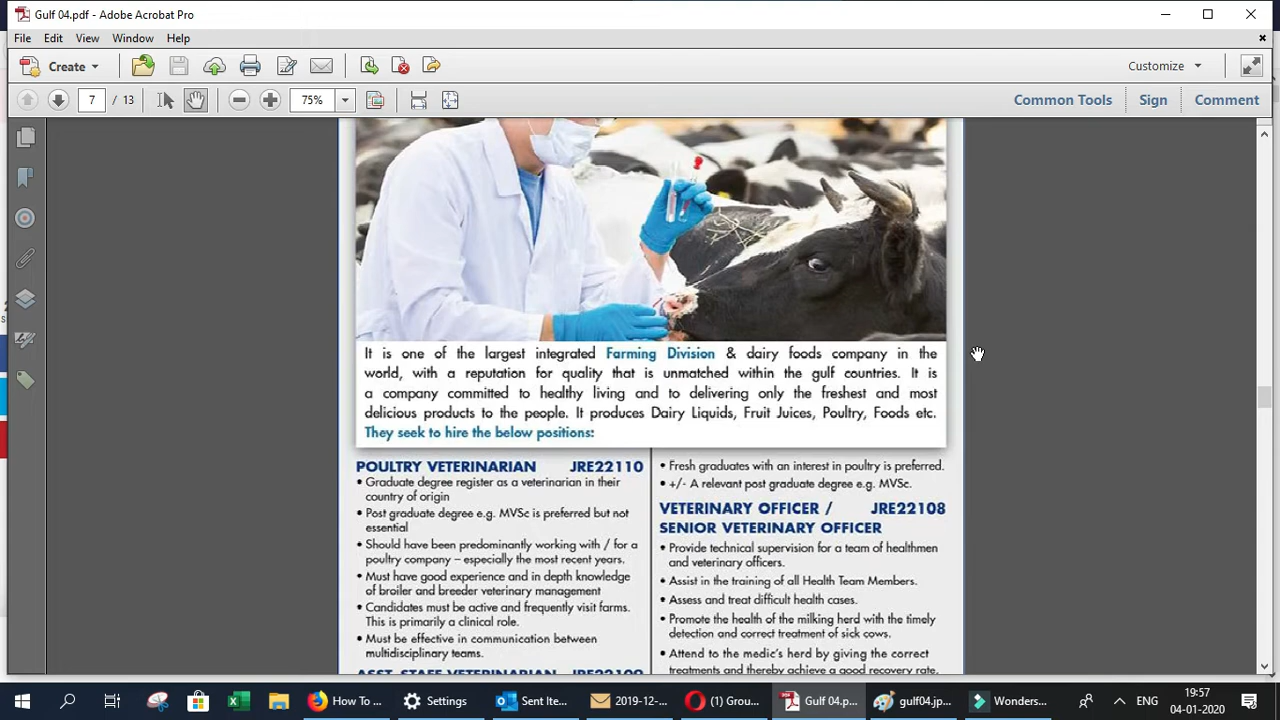 Gulf 04.pdf - Adobe Acrobat Pro
File Edit View Window Help
Create
Customize
7 / 13
75%
Common Tools Sign Comment
It is one of the largest integrated Farming Division & dairy foods company in the
world, with a reputation for quality that is unmatched within the gulf countries. It is
a company committed to healthy living and to delivering only the freshest and most
delicious products to the people. It produces Dairy Liquids, Fruit Juices, Poultry, Foods etc.
They seek to hire the below positions:
POULTRY VETERINARIAN JRE22110
• Graduate degree register as a veterinarian in their
country of origin
• Post graduate degree e.g. MVSc is preferred but not
essential
• Should have been predominantly working with / for a
poultry company – especially the most recent years.
• Must have good experience and in depth knowledge
of broiler and breeder veterinary management
• Candidates must be active and frequently visit farms.
This is primarily a clinical role.
• Must be effective in communication between
multidisciplinary teams.
ASST. STAFF VETERINARIAN JRE22109
• Fresh graduates with an interest in poultry is preferred.
• +/- A relevant post graduate degree e.g. MVSc.
VETERINARY OFFICER / JRE22108
SENIOR VETERINARY OFFICER
• Provide technical supervision for a team of healthmen
and veterinary officers.
• Assist in the training of all Health Team Members.
• Assess and treat difficult health cases.
• Promote the health of the milking herd with the timely
detection and correct treatment of sick cows.
• Attend to the medic's herd by giving the correct
treatments and thereby achieve a good recovery rate.
How To ...
Settings
Sent Ite...
2019-12-...
(1) Grou...
Gulf 04.p...
gulf04.jp...
Wonders...
ENG
19:57
04-01-2020